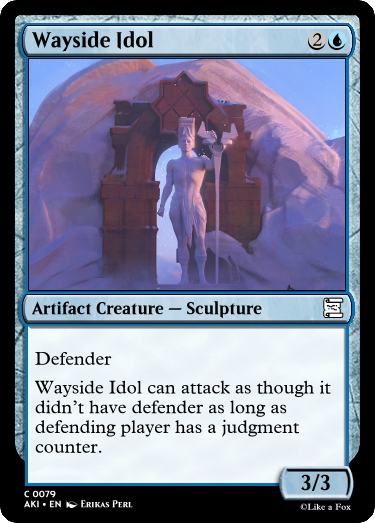 Wayside Idol 2
Artifact Creature — Sculpture
Defender
Wayside Idol can attack as though it
didn't have defender as long as
defending player has a judgment
counter.
3/3
C 0079
AKI • EN Erikas Perl
©Like a Fox